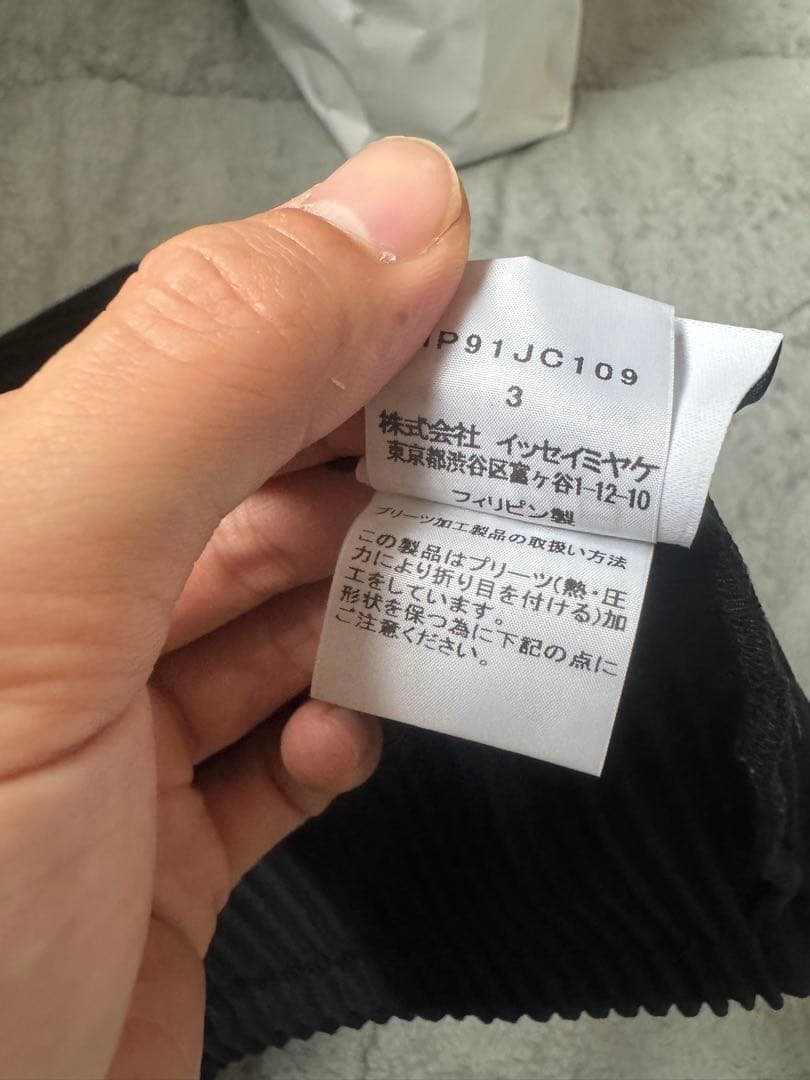 P91JC109
3
株式会社 イッセイミヤケ
東京都渋谷区富ヶ谷1-12-10
フィリピン製
プリーツ加工製品の取扱い方法
この製品はプリーツ(熱・圧
力により折り目を付ける)加
工をしています。
形状を保つ為に下記の点に
ご注意ください。